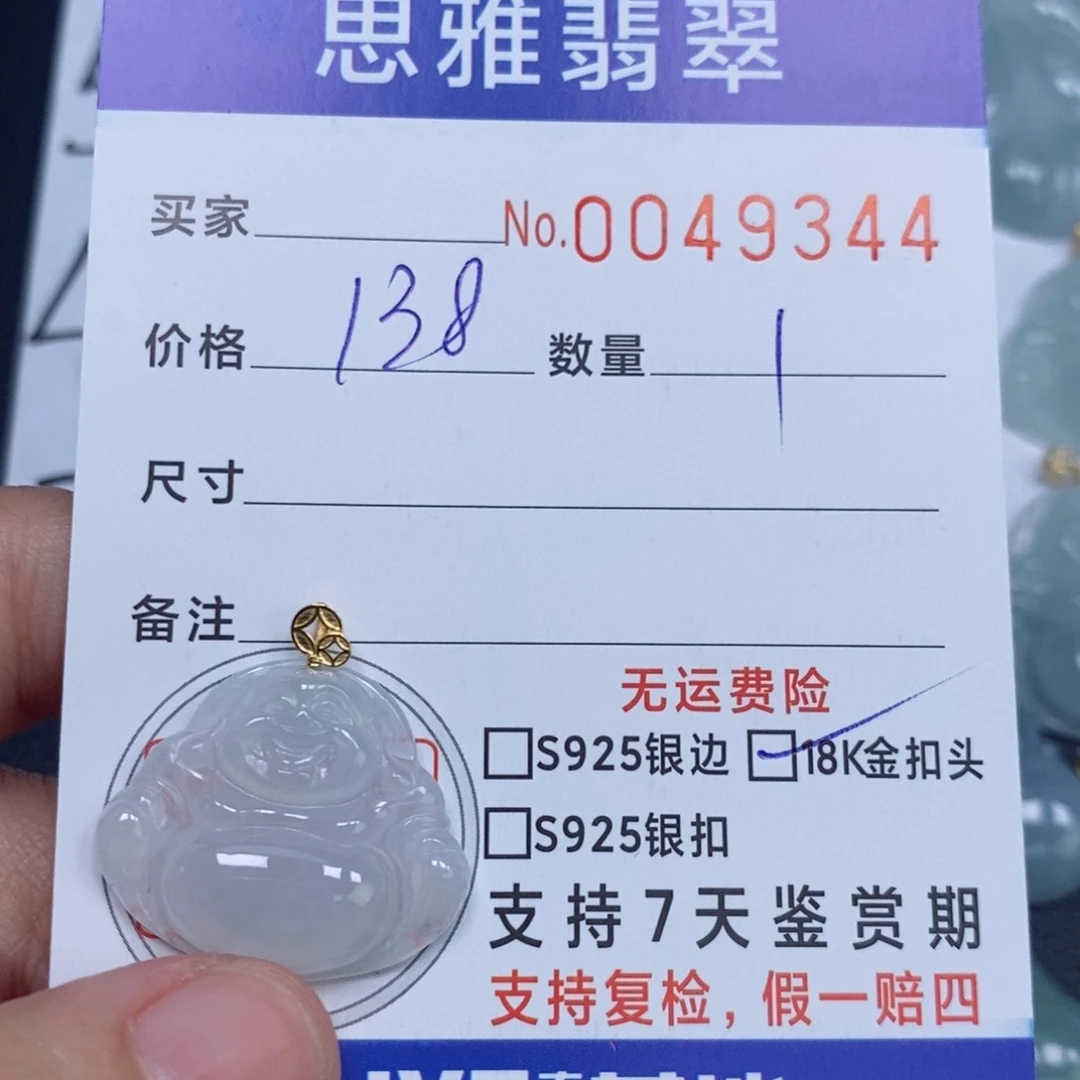 思雅翡翠
买家 No.0049344
价格 138 数量 1
尺寸
备注
无运费险
S925银边 18K金扣头
S925银扣
支持7天鉴赏期
支持复检，假一赔四